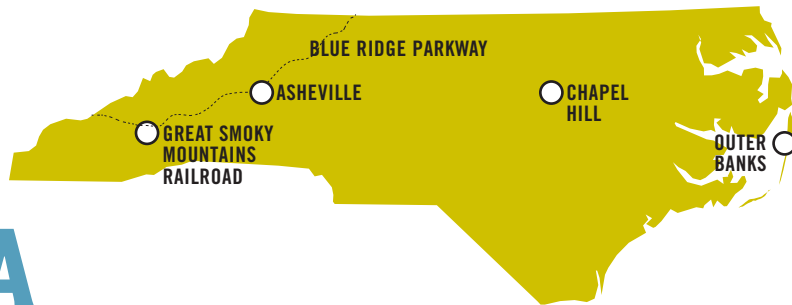 BLUE RIDGE PARKWAY
ASHEVILLE
CHAPEL
HILL
GREAT SMOKY
MOUNTAINS
RAILROAD
OUTER
BANKS
A